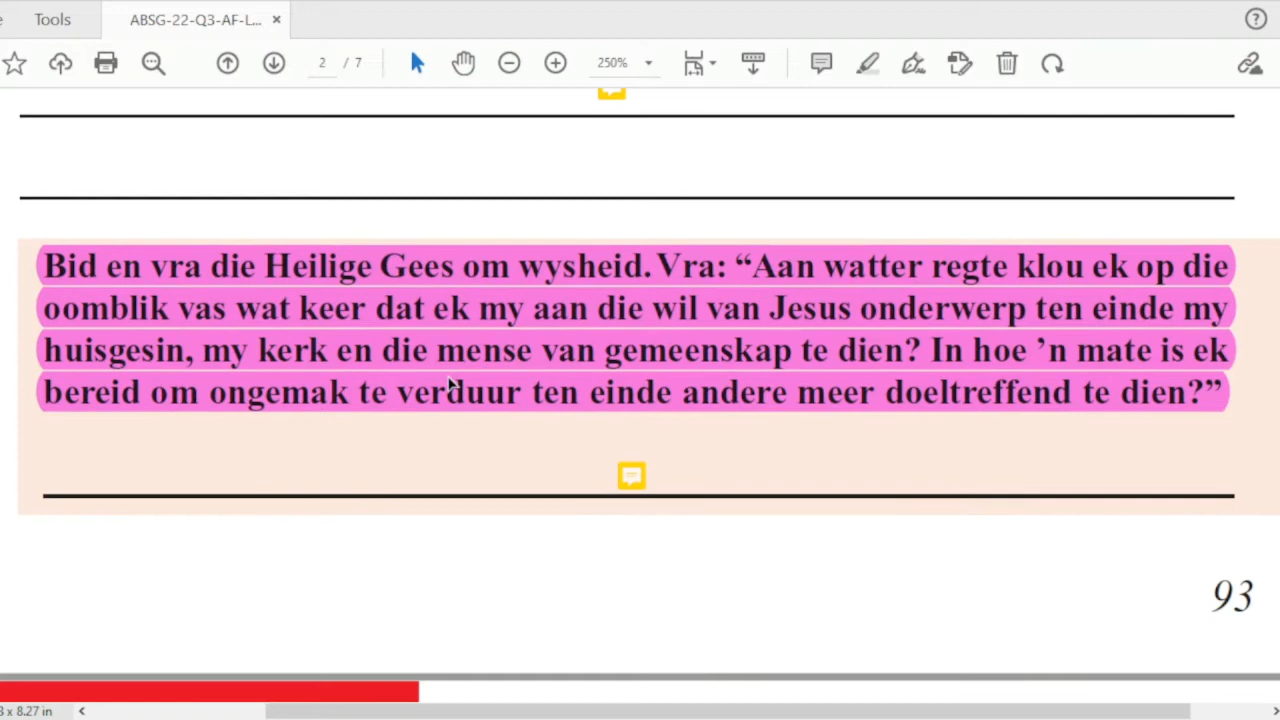 Tools
ABSG-22-Q3-AF-L... ×
2 / 7
250%
Bid en vra die Heilige Gees om wysheid. Vra: “Aan watter regte klou ek op die
oomblik vas wat keer dat ek my aan die wil van Jesus onderwerp ten einde my
huisgesin, my kerk en die mense van gemeenskap te dien? In hoe ’n mate is ek
bereid om ongemak te verduur ten einde andere meer doeltreffend te dien?”
93
x 8.27 in